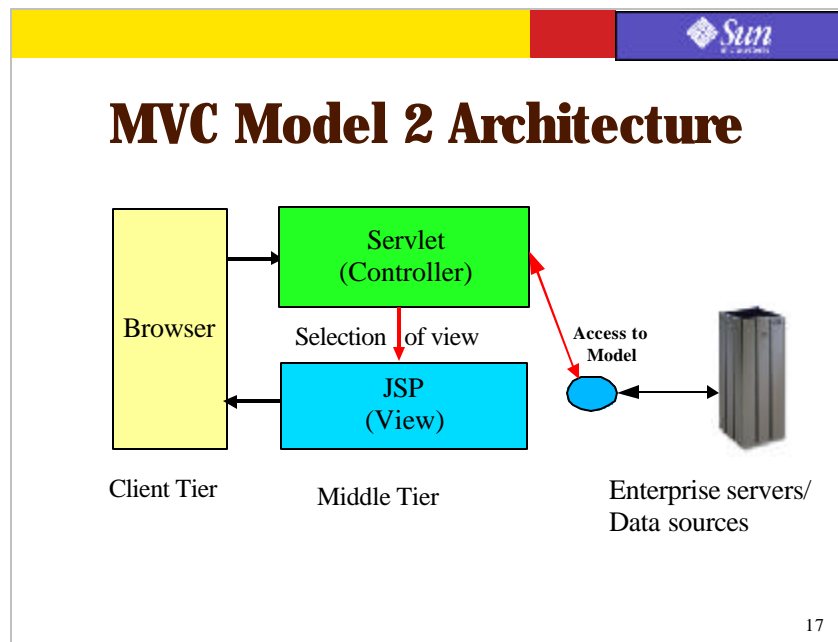 Sun
MVC Model 2 Architecture
Servlet
(Controller)
Browser
Selection of view
Access to
Model
JSP
(View)
Client Tier
Middle Tier
Enterprise servers/
Data sources
17